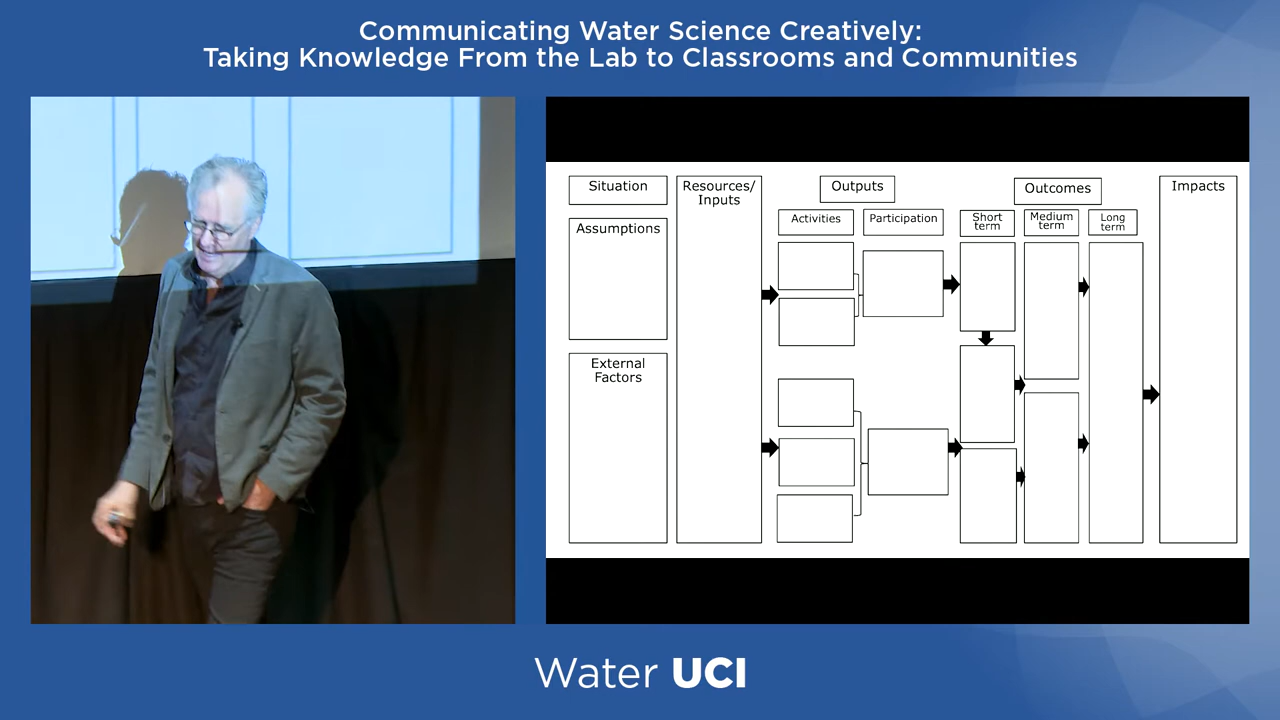 Communicating Water Science Creatively:
Taking Knowledge From the Lab to Classrooms and Communities
Situation
Assumptions
External
Factors
Resources/
Inputs
Outputs
Activities
Participation
Outcomes
Short
term
Medium
term
Long
term
Impacts
Water UCI